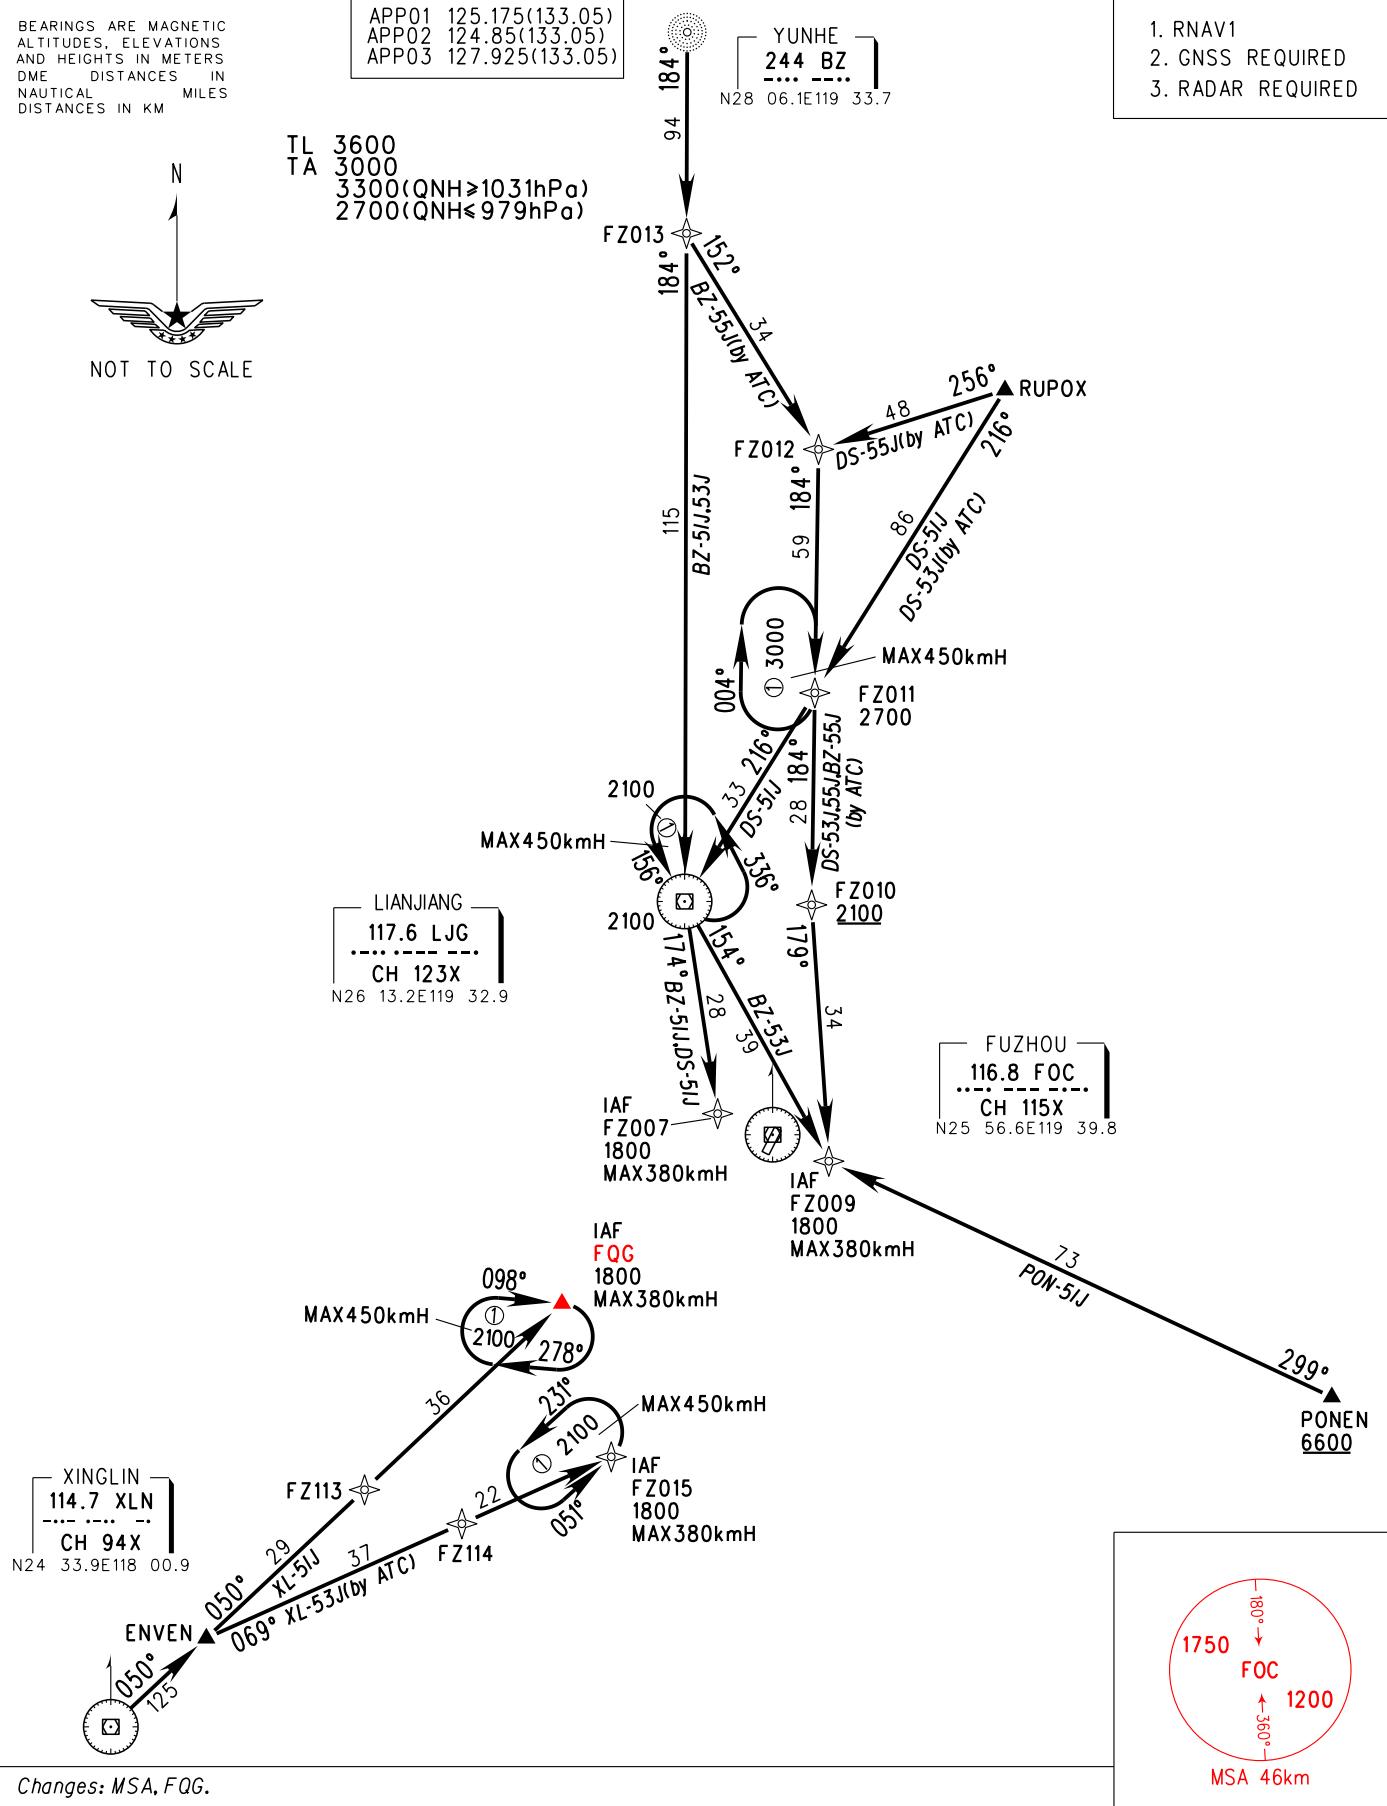 BEARINGS ARE MAGNETIC
ALTITUDES, ELEVATIONS
AND HEIGHTS IN METERS
DME DISTANCES IN
NAUTICAL MILES
DISTANCES IN KM
APP01 125.175(133.05)
APP02 124.85(133.05)
APP03 127.925(133.05)
YUNHE
244 BZ
N28 06.1E119 33.7
1. RNAV1
2. GNSS REQUIRED
3. RADAR REQUIRED
TL 3600
TA 3000
3300(QNH≥1031hPa)
2700(QNH≤979hPa)
N
NOT TO SCALE
184°
94
FZ013
184°
152°
34
BZ-55J(by ATC)
256°
RUPOX
48
DS-55J(by ATC)
216°
FZ012
184°
115
BZ-51J,53J
59
86
DS-51J
DS-53J(by ATC)
3000
1
004°
MAX450kmH
FZ011
2700
216°
33
DS-51J
184°
28
DS-53J,55J,BZ-55J
(by ATC)
2100
1
MAX450kmH
156°
336°
2100
FZ010
2100
LIANJIANG
117.6 LJG
CH 123X
N26 13.2E119 32.9
174°
BZ-51J,DS-51J
28
154°
BZ-53J
39
179°
34
FUZHOU
116.8 FOC
CH 115X
N25 56.6E119 39.8
IAF
FZ007
1800
MAX380kmH
IAF
FZ009
1800
MAX380kmH
73
PON-51J
299°
PONEN
6600
IAF
FQG
1800
MAX380kmH
098°
MAX450kmH
1
2100
278°
36
231°
MAX450kmH
1
2100
051°
IAF
FZ015
1800
MAX380kmH
FZ113
22
FZ114
XINGLIN
114.7 XLN
CH 94X
N24 33.9E118 00.9
29
XL-51J
050°
37
069° XL-53J(by ATC)
ENVEN
050°
125
180°
1750
FOC
1200
360°
MSA 46km
Changes: MSA, FQG.